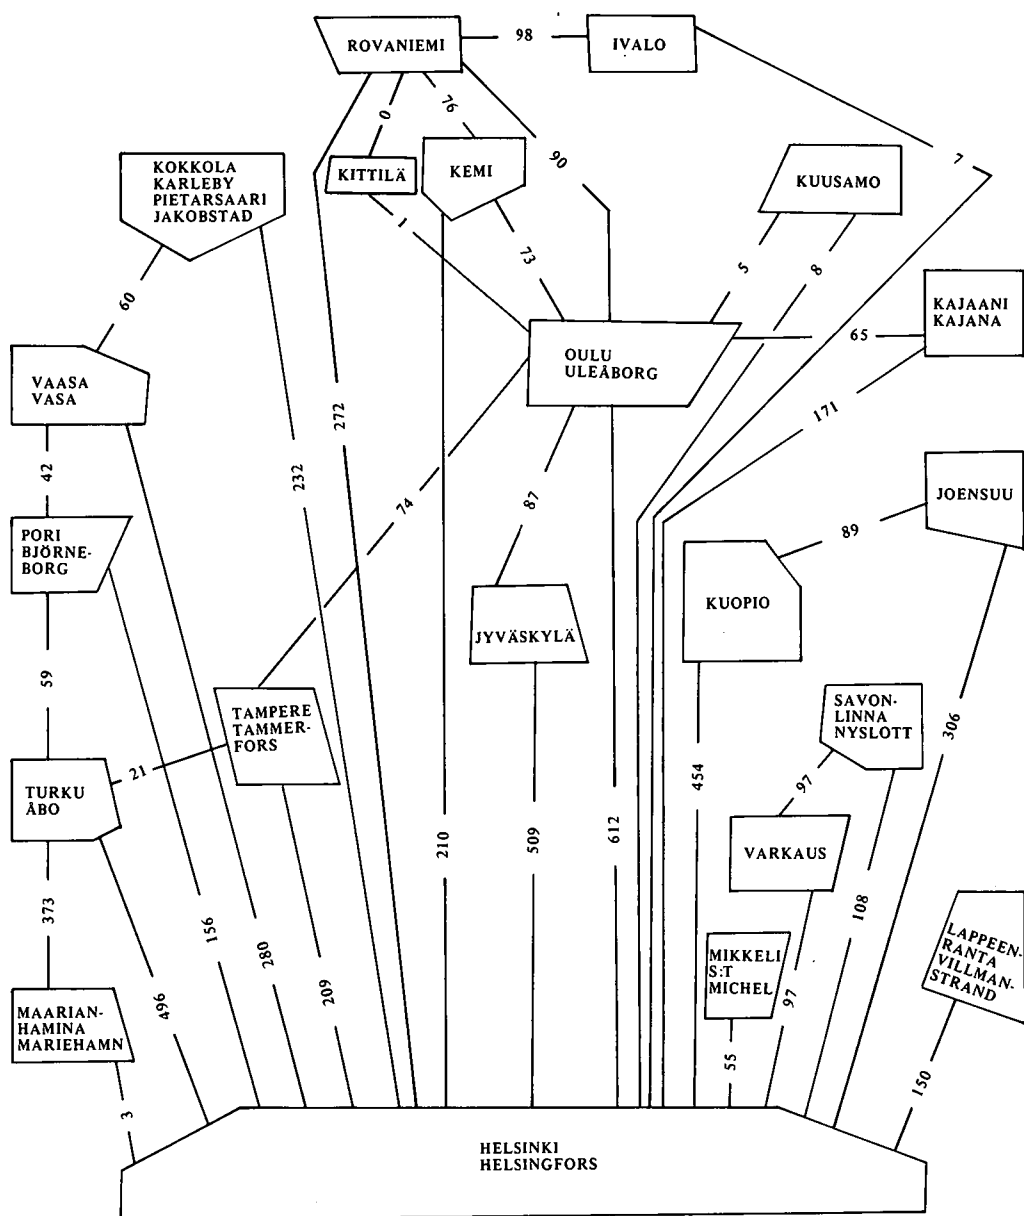 ROVANIEMI
98
IVALO
0
76
90
7
KITTILÄ
KEMI
KOKKOLA
KARLEBY
PIETARSAARI
JAKOBSTAD
KUUSAMO
1
73
5
8
60
KAJAANI
KAJANA
65
OULU
ULEÅBORG
VAASA
VASA
272
171
232
42
74
87
JOENSUU
89
PORI
BJÖRNE-
BORG
KUOPIO
JYVÄSKYLÄ
59
TAMPERE
TAMMER-
FORS
SAVON-
LINNA
NYSLOTT
306
21
TURKU
ÅBO
454
97
210
509
612
VARKAUS
373
156
280
209
108
MIKKELI
S:T
MICHEL
97
LAPPEEN-
RANTA
VILLMAN-
STRAND
MAARIAN-
HAMINA
MARIEHAMN
496
55
150
3
HELSINKI
HELSINGFORS